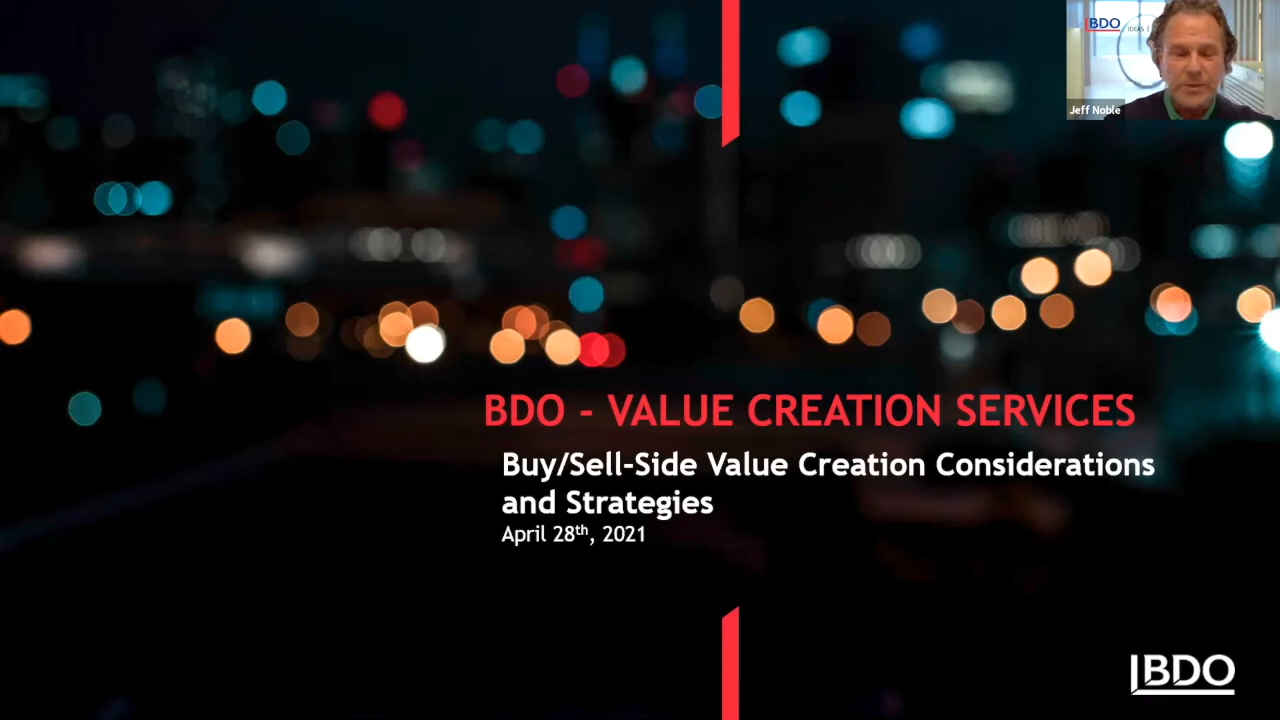 BDO
IDEAS |
Jeff Noble
BDO - VALUE CREATION SERVICES
Buy/Sell-Side Value Creation Considerations
and Strategies
April 28th, 2021
BDO